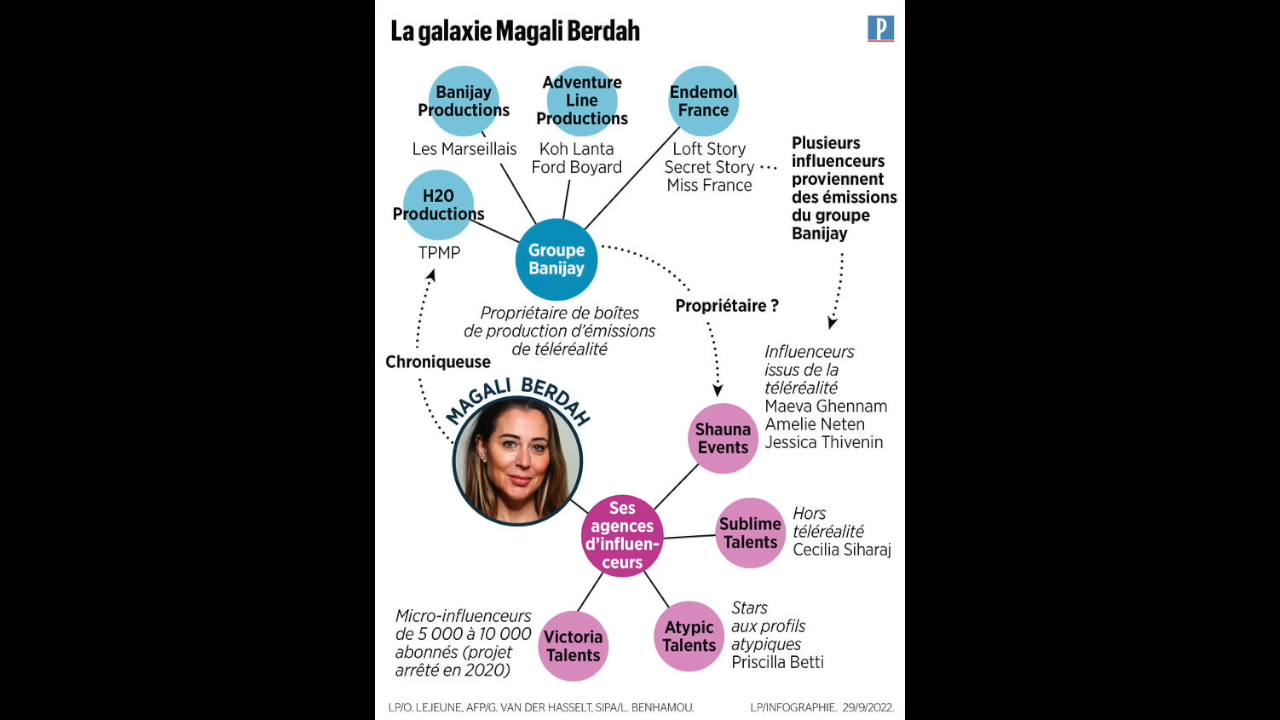 La galaxie Magali Berdah
P
Banijay
Productions
Les Marseillais
Adventure
Line
Productions
Koh Lanta
Ford Boyard
Endemol
France
Loft Story
Secret Story
Miss France
Plusieurs
influenceurs
proviennent
des émissions
du groupe
Banijay
H20
Productions
TPMP
Groupe
Banijay
Propriétaire de boîtes
de production d'émissions
de téléréalité
Propriétaire ?
Chroniqueuse
MAGALI BERDAH
Influenceurs
issus de la
téléréalité
Maeva Ghennam
Amelie Neten
Jessica Thivenin
Shauna
Events
Ses
agences
d'influen-
ceurs
Sublime
Talents
Hors
téléréalité
Cecilia Siharaj
Micro-influenceurs
de 5 000 à 10 000
abonnés (projet
arrêté en 2020)
Victoria
Talents
Atypic
Talents
Stars
aux profils
atypiques
Priscilla Betti
LP/O. LEJEUNE, AFP/G. VAN DER HASSELT, SIPA/L. BENHAMOU.
LP/INFOGRAPHIE. 29/9/2022.